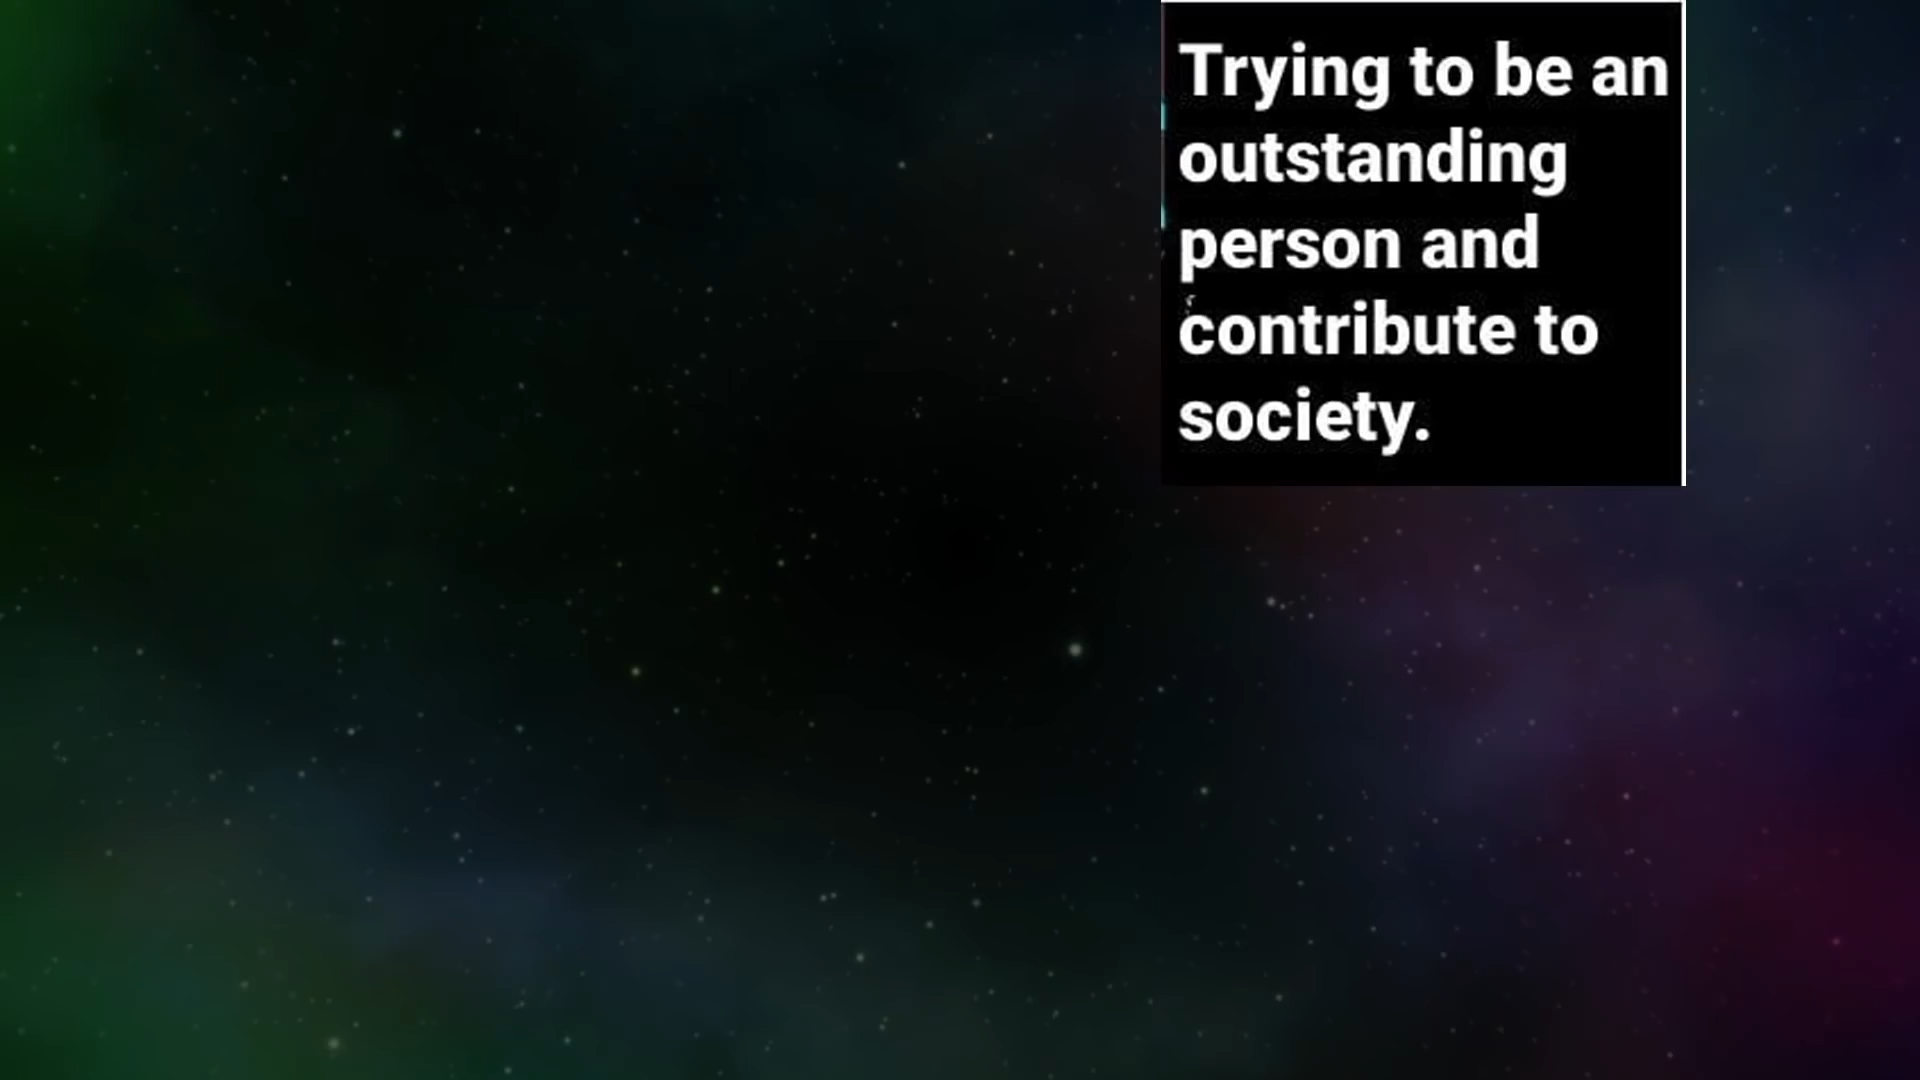 Trying to be an
outstanding
person and
contribute to
society.